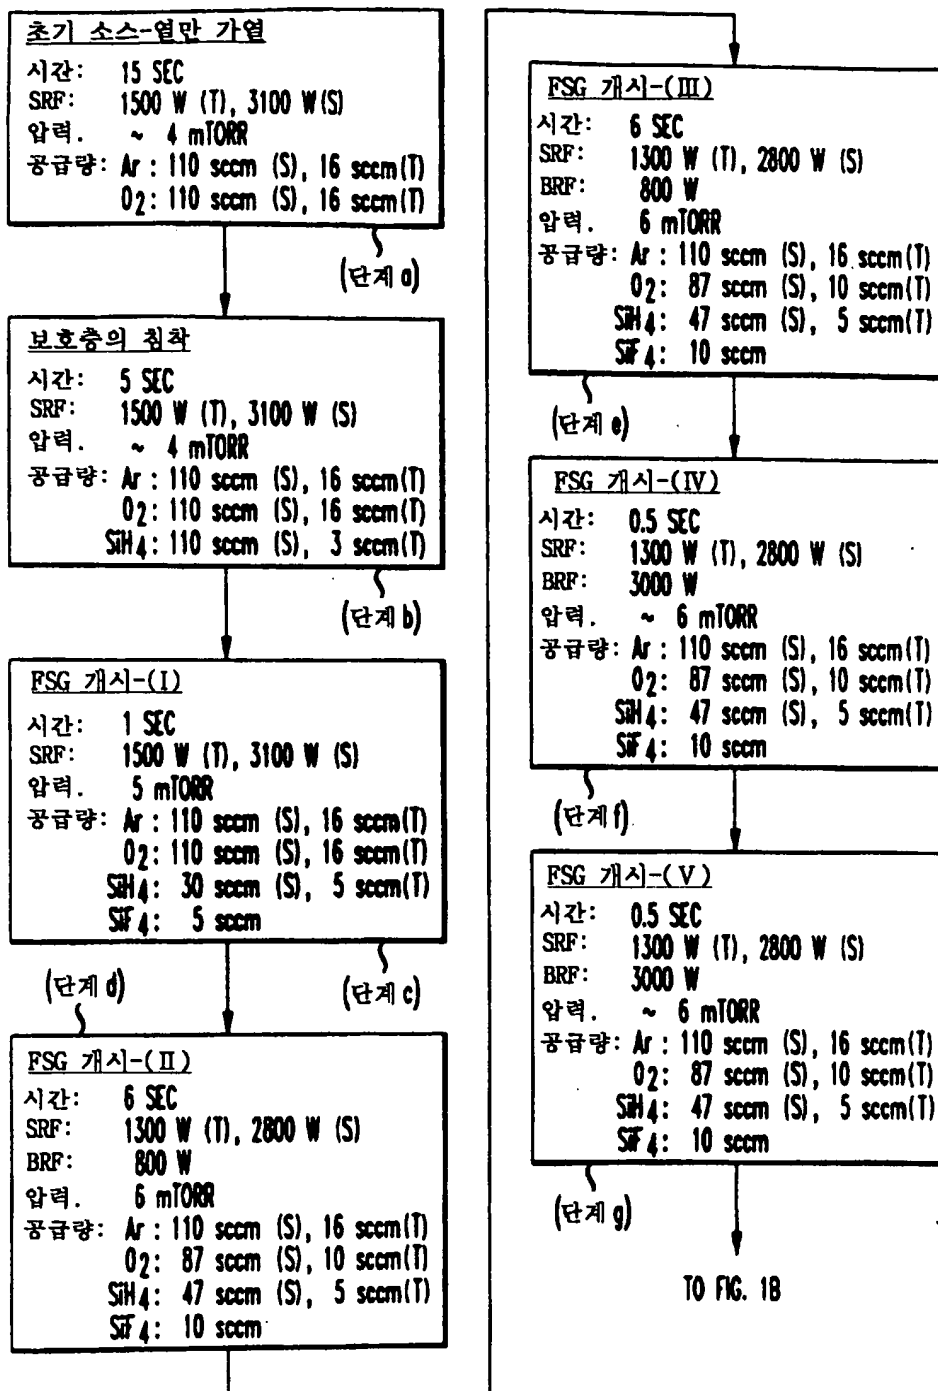 초기 소스-열만 가열
시간: 15 SEC
SRF: 1500 W (T), 3100 W(S)
압력. ~ 4 mTORR
공급량: Ar : 110 sccm (S), 16 sccm(T)
O2: 110 sccm (S), 16 sccm(T)
(단계 a)
보호층의 침착
시간: 5 SEC
SRF: 1500 W (T), 3100 W (S)
압력. ~ 4 mTORR
공급량: Ar : 110 sccm (S), 16 sccm(T)
O2: 110 sccm (S), 16 sccm(T)
SiH4: 110 sccm (S), 3 sccm(T)
(단계 b)
FSG 개시-(I)
시간: 1 SEC
SRF: 1500 W (T), 3100 W (S)
압력. 5 mTORR
공급량: Ar : 110 sccm (S), 16 sccm(T)
O2: 110 sccm (S), 16 sccm(T)
SiH4: 30 sccm (S), 5 sccm(T)
SiF4: 5 sccm
(단계 c)
(단계 d)
FSG 개시-(II)
시간: 6 SEC
SRF: 1300 W (T), 2800 W (S)
BRF: 800 W
압력. 6 mTORR
공급량: Ar : 110 sccm (S), 16 sccm(T)
O2: 87 sccm (S), 10 sccm(T)
SiH4: 47 sccm (S), 5 sccm(T)
SiF4: 10 sccm
FSG 개시-(III)
시간: 6 SEC
SRF: 1300 W (T), 2800 W (S)
BRF: 800 W
압력. 6 mTORR
공급량: Ar : 110 sccm (S), 16 sccm(T)
O2: 87 sccm (S), 10 sccm(T)
SiH4: 47 sccm (S), 5 sccm(T)
SiF4: 10 sccm
(단계 e)
FSG 개시-(IV)
시간: 0.5 SEC
SRF: 1300 W (T), 2800 W (S)
BRF: 3000 W
압력. ~ 6 mTORR
공급량: Ar : 110 sccm (S), 16 sccm(T)
O2: 87 sccm (S), 10 sccm(T)
SiH4: 47 sccm (S), 5 sccm(T)
SiF4: 10 sccm
(단계 f)
FSG 개시-(V)
시간: 0.5 SEC
SRF: 1300 W (T), 2800 W (S)
BRF: 3000 W
압력. ~ 6 mTORR
공급량: Ar : 110 sccm (S), 16 sccm(T)
O2: 87 sccm (S), 10 sccm(T)
SiH4: 47 sccm (S), 5 sccm(T)
SiF4: 10 sccm
(단계 g)
TO FIG. 1B